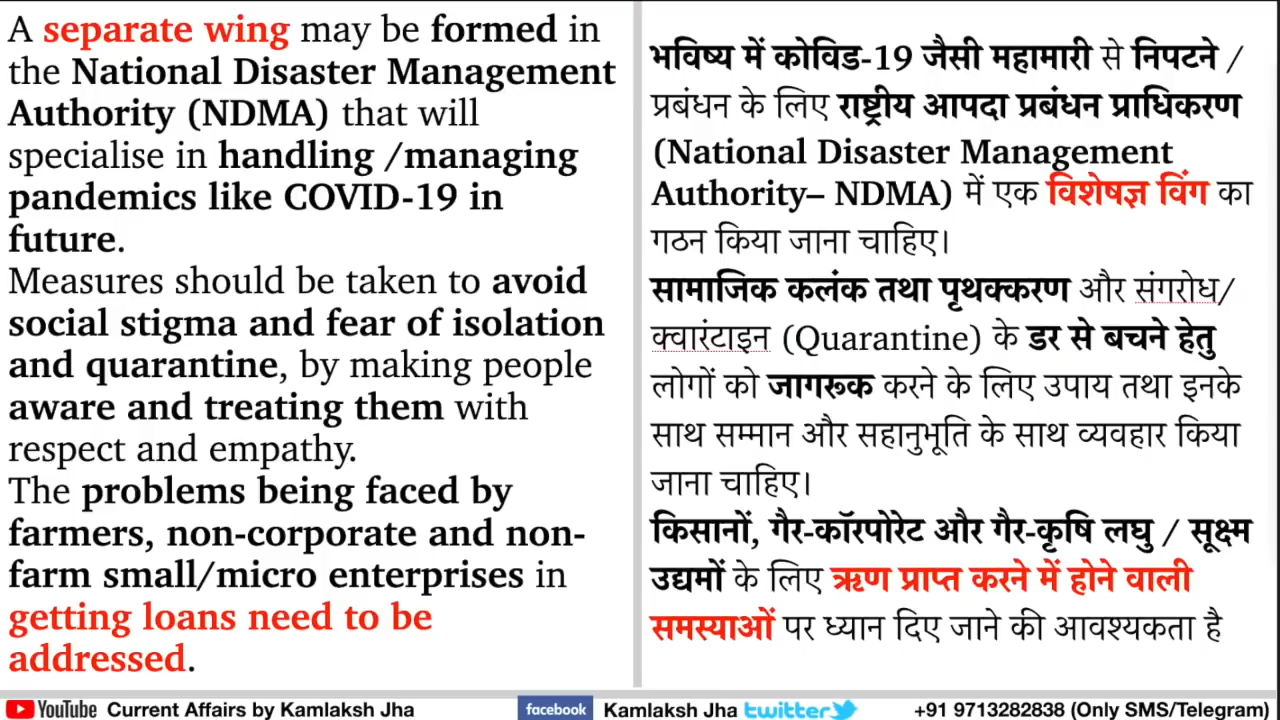 A separate wing may be formed in
the National Disaster Management
Authority (NDMA) that will
specialise in handling /managing
pandemics like COVID-19 in
future.
Measures should be taken to avoid
social stigma and fear of isolation
and quarantine, by making people
aware and treating them with
respect and empathy.
The problems being faced by
farmers, non-corporate and non-
farm small/micro enterprises in
getting loans need to be
addressed.
भविष्य में कोविड-19 जैसी महामारी से निपटने /
प्रबंधन के लिए राष्ट्रीय आपदा प्रबंधन प्राधिकरण
(National Disaster Management
Authority– NDMA) में एक विशेषज्ञ विंग का
गठन किया जाना चाहिए।
सामाजिक कलंक तथा पृथक्करण और संगरोध/
क्वारंटाइन (Quarantine) के डर से बचने हेतु
लोगों को जागरूक करने के लिए उपाय तथा इनके
साथ सम्मान और सहानुभूति के साथ व्यवहार किया
जाना चाहिए।
किसानों, गैर-कॉरपोरेट और गैर-कृषि लघु / सूक्ष्म
उद्यमों के लिए ऋण प्राप्त करने में होने वाली
समस्याओं पर ध्यान दिए जाने की आवश्यकता है
YouTube Current Affairs by Kamlaksh Jha facebook Kamlaksh Jha twitter +91 9713282838 (Only SMS/Telegram)